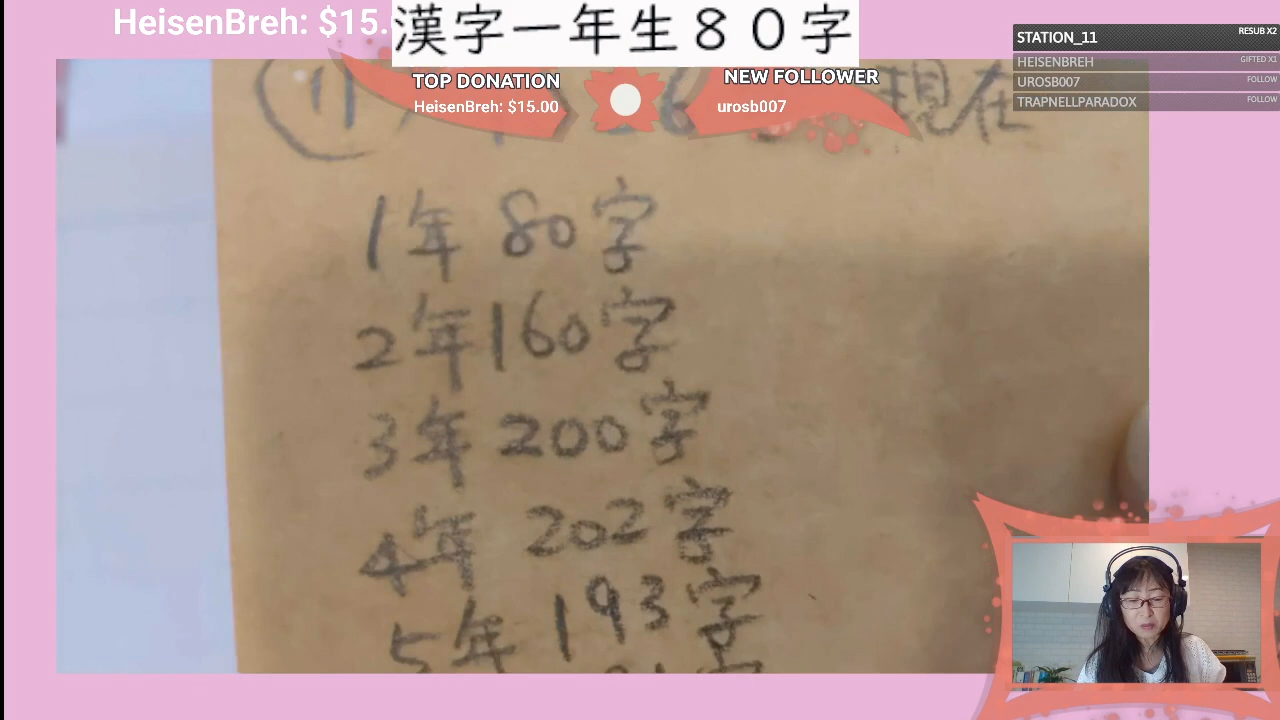 HeisenBreh: $15.
漢字一年生８０字
STATION_11 RESUB X2
HEISENBREH GIFTED X1
UROSB007 FOLLOW
TRAPNELLPARADOX FOLLOW
TOP DONATION
HeisenBreh: $15.00
NEW FOLLOWER
urosb007
⑪
現在
1年 80字
2年 160字
3年 200字
4年 202字
5年 193字